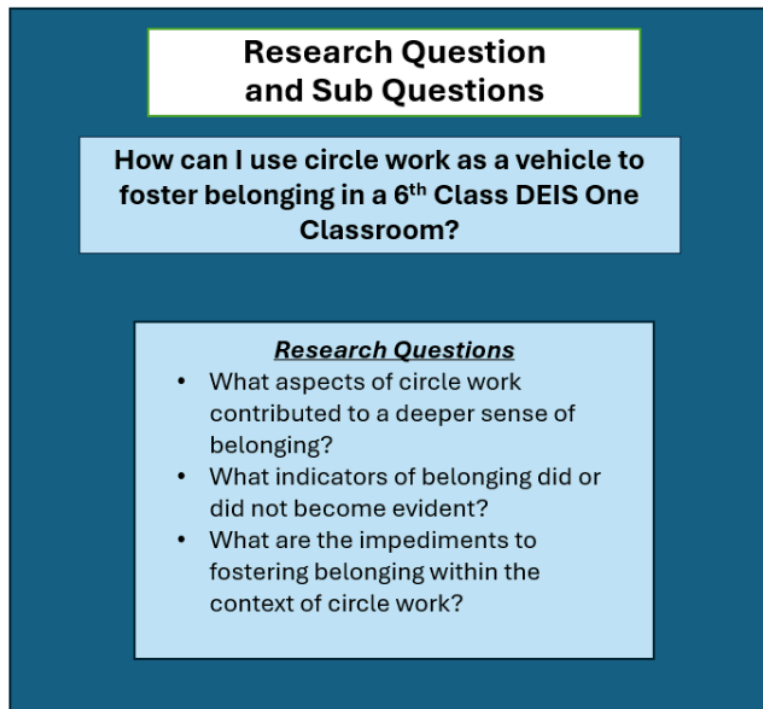 Research Question
and Sub Questions
How can I use circle work as a vehicle to
foster belonging in a 6th Class DEIS One
Classroom?
Research Questions
• What aspects of circle work
contributed to a deeper sense of
belonging?
• What indicators of belonging did or
did not become evident?
• What are the impediments to
fostering belonging within the
context of circle work?